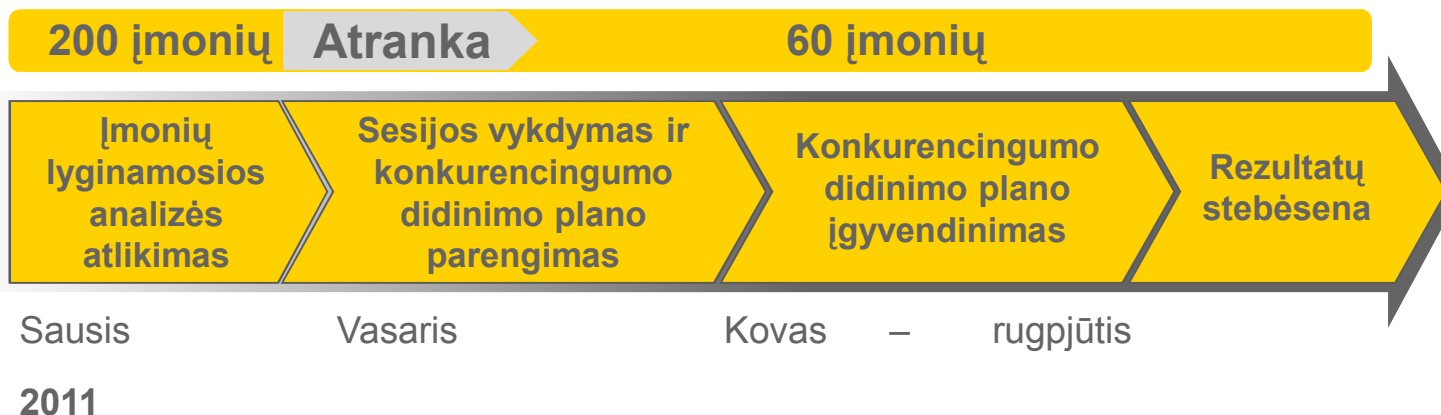 200 įmonių Atranka 60 įmonių
Įmonių
lyginamosios
analizės
atlikimas
Sesijos vykdymas ir
konkurencingumo
didinimo plano
parengimas
Konkurencingumo
didinimo plano
įgyvendinimas
Rezultatų
stebėsena
Sausis Vasaris Kovas – rugpjūtis
2011